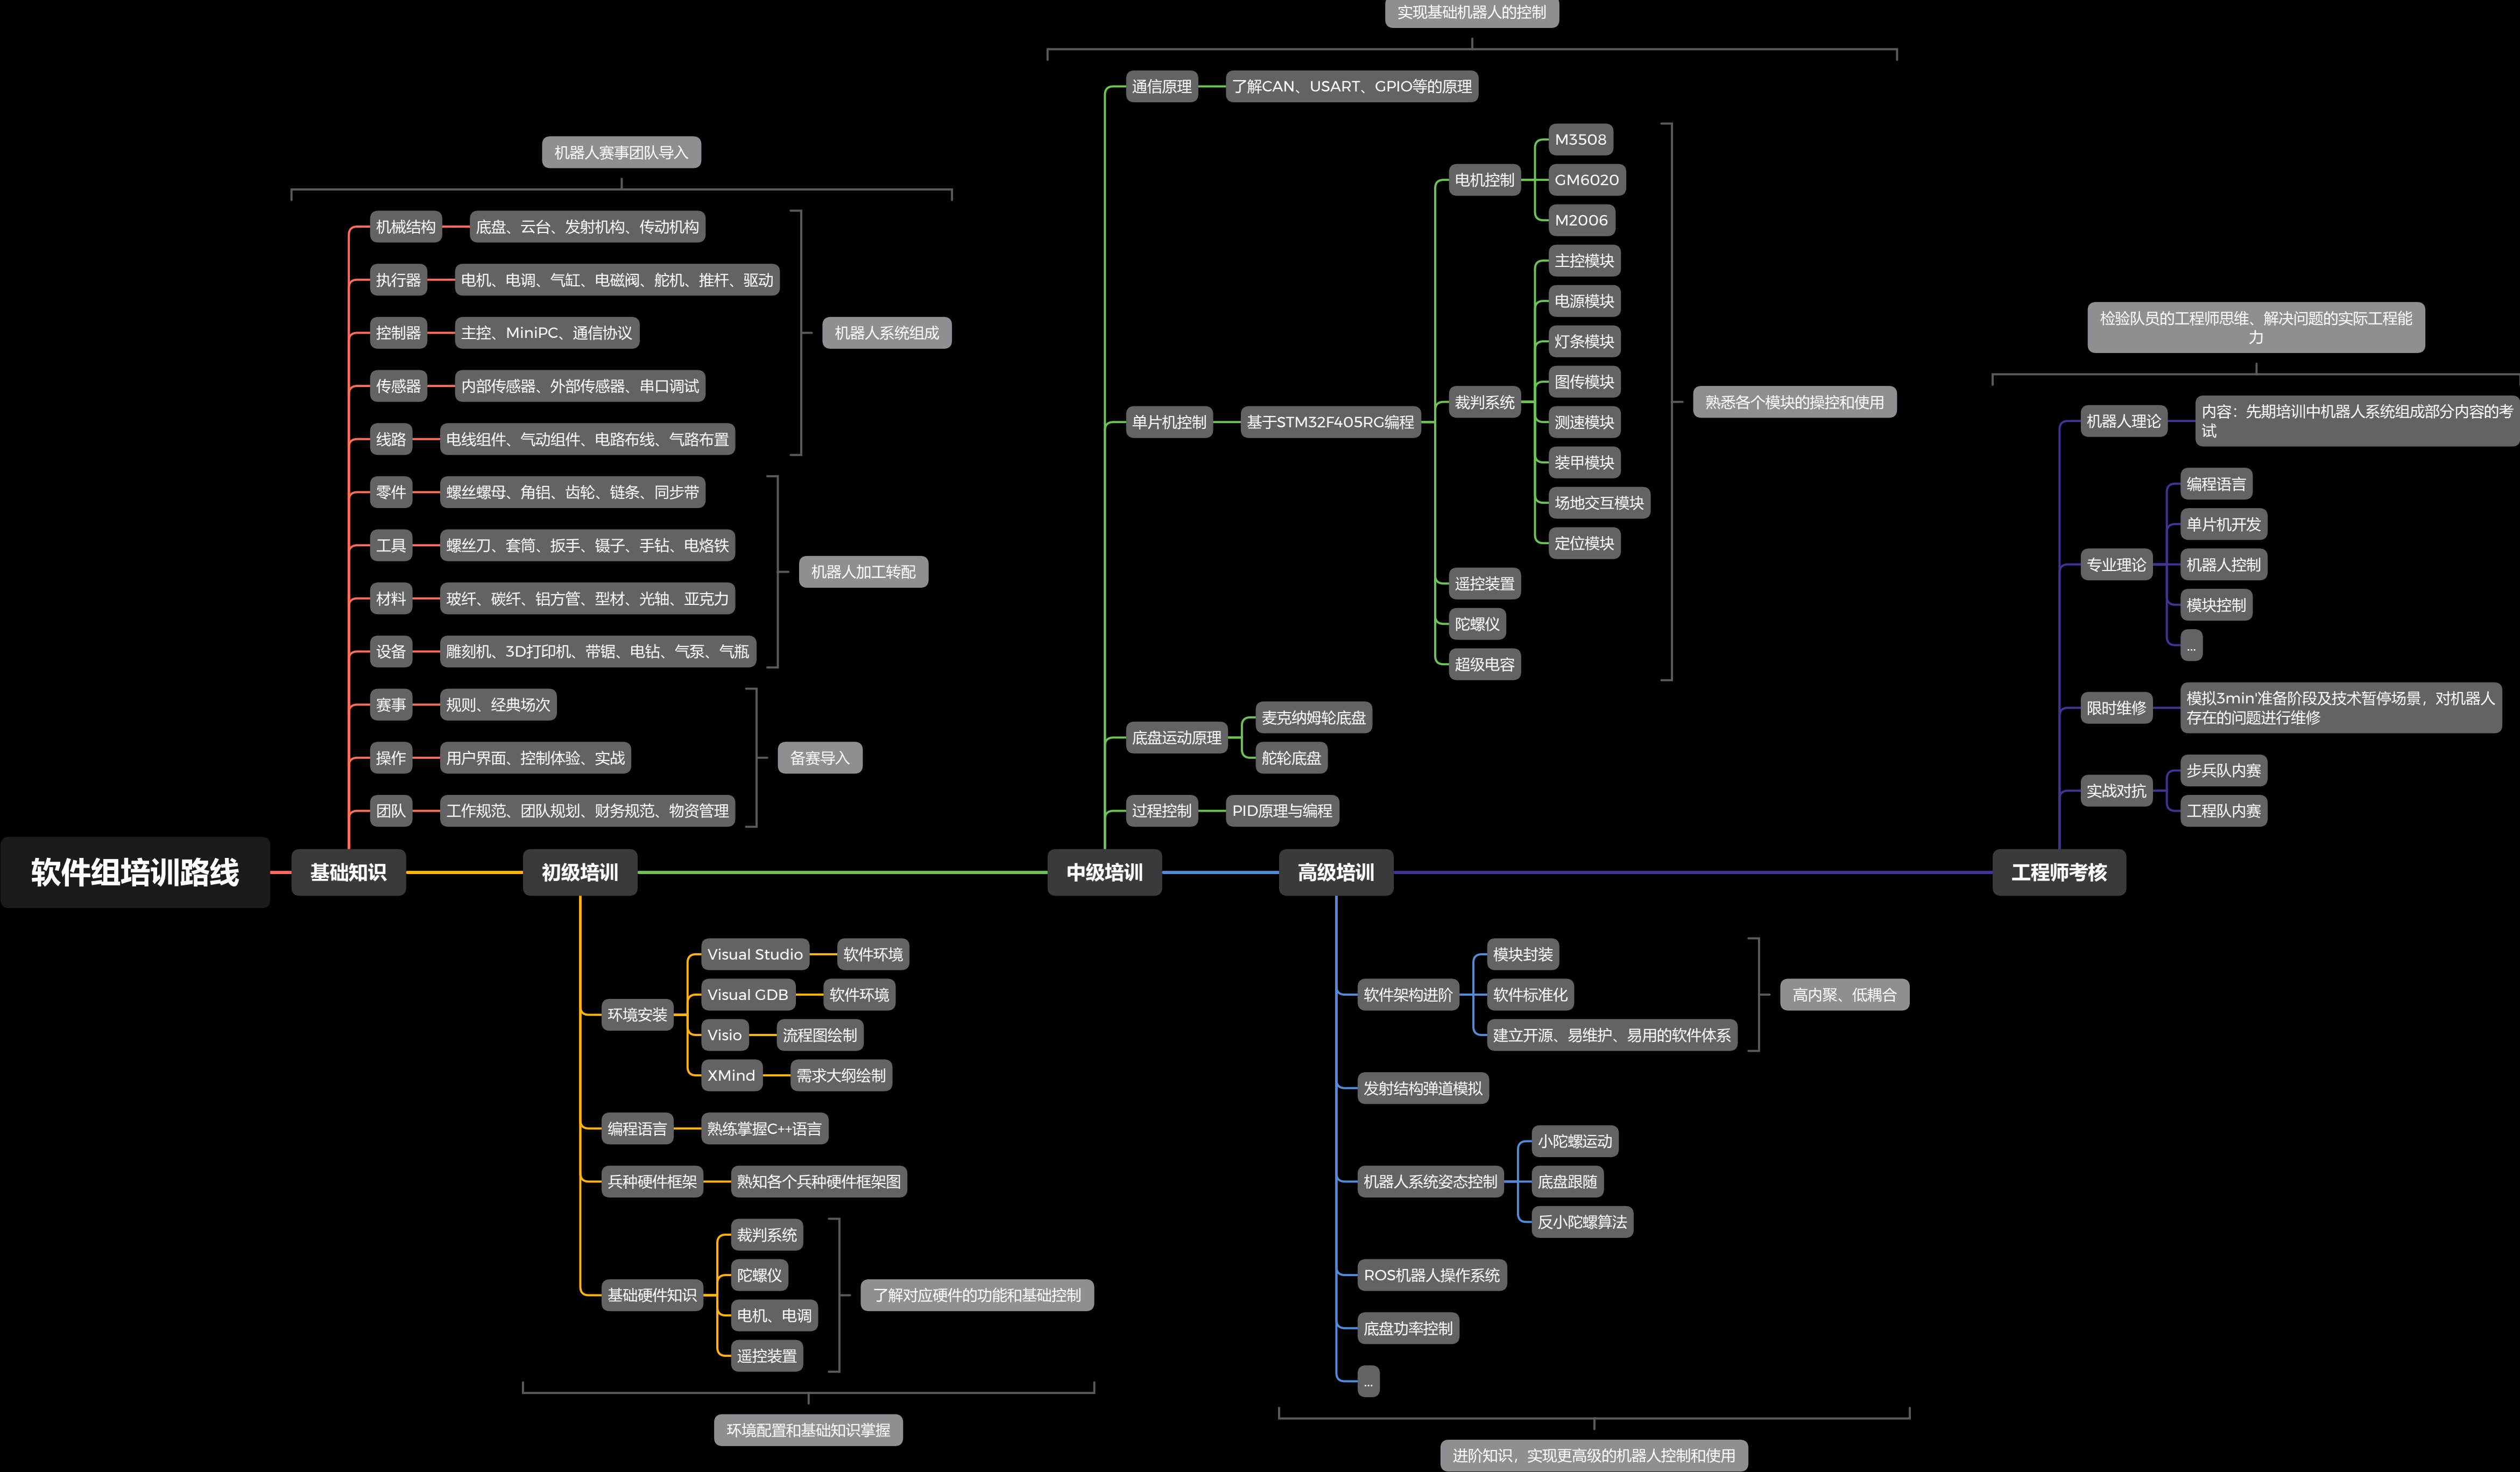 软件组培训路线
基础知识
机器人赛事团队导入
机械结构
底盘、云台、发射机构、传动机构
执行器
电机、电调、气缸、电磁阀、舵机、推杆、驱动
控制器
主控、MiniPC、通信协议
传感器
内部传感器、外部传感器、串口调试
线路
电线组件、气动组件、电路布线、气路布置
机器人系统组成
零件
螺丝螺母、角铝、齿轮、链条、同步带
工具
螺丝刀、套筒、扳手、镊子、手钻、电烙铁
材料
玻纤、碳纤、铝方管、型材、光轴、亚克力
设备
雕刻机、3D打印机、带锯、电钻、气泵、气瓶
机器人加工转配
赛事
规则、经典场次
操作
用户界面、控制体验、实战
团队
工作规范、团队规划、财务规范、物资管理
备赛导入
初级培训
环境安装
Visual Studio
软件环境
Visual GDB
软件环境
Visio
流程图绘制
XMind
需求大纲绘制
编程语言
熟练掌握C++语言
兵种硬件框架
熟知各个兵种硬件框架图
基础硬件知识
裁判系统
陀螺仪
电机、电调
遥控装置
了解对应硬件的功能和基础控制
环境配置和基础知识掌握
中级培训
实现基础机器人的控制
通信原理
了解CAN、USART、GPIO等的原理
单片机控制
基于STM32F405RG编程
电机控制
M3508
GM6020
M2006
裁判系统
主控模块
电源模块
灯条模块
图传模块
测速模块
装甲模块
场地交互模块
定位模块
遥控装置
陀螺仪
超级电容
熟悉各个模块的操控和使用
底盘运动原理
麦克纳姆轮底盘
舵轮底盘
过程控制
PID原理与编程
高级培训
软件架构进阶
模块封装
软件标准化
建立开源、易维护、易用的软件体系
高内聚、低耦合
发射结构弹道模拟
机器人系统姿态控制
小陀螺运动
底盘跟随
反小陀螺算法
ROS机器人操作系统
底盘功率控制
...
进阶知识，实现更高级的机器人控制和使用
工程师考核
检验队员的工程师思维、解决问题的实际工程能
力
机器人理论
内容：先期培训中机器人系统组成部分内容的考
试
专业理论
编程语言
单片机开发
机器人控制
模块控制
...
限时维修
模拟3min'准备阶段及技术暂停场景，对机器人
存在的问题进行维修
实战对抗
步兵队内赛
工程队内赛